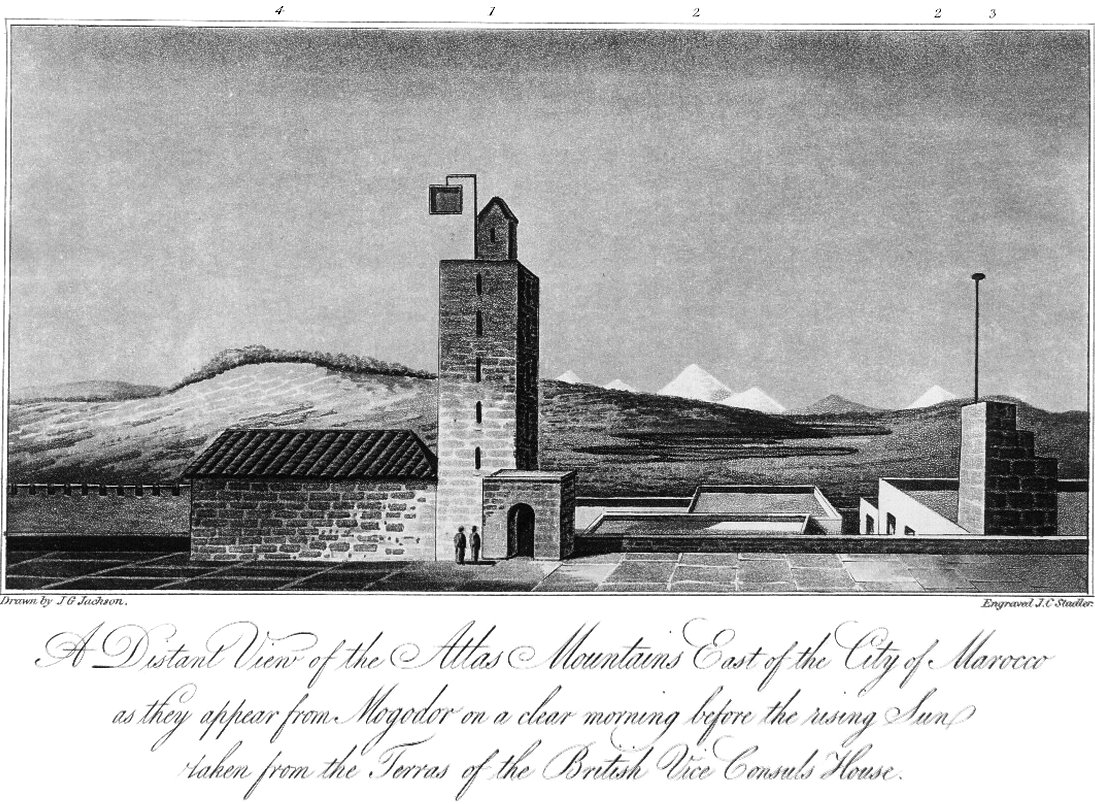 4 1 2 2 3
Drawn by J G Jackson.
Engraved J.C Stadler.
A Distant View of the Atlas Mountains East of the City of Marocco
as they appear from Mogodor on a clear morning before the rising Sun
taken from the Terras of the British Vice Consuls House.